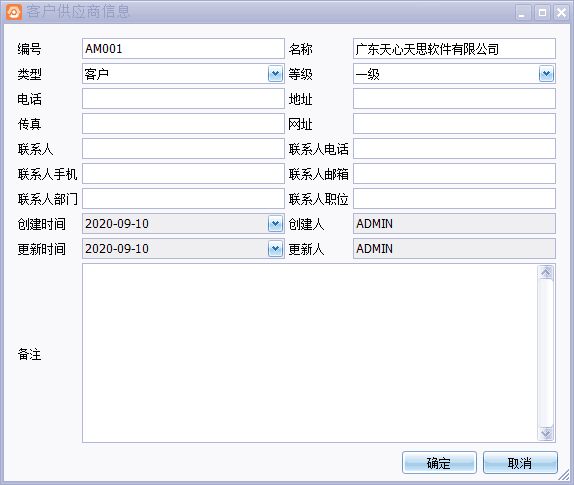 客户供应商信息
编号 AM001 名称 广东天心天思软件有限公司
类型 客户 等级 一级
电话 地址
传真 网址
联系人 联系人电话
联系人手机 联系人邮箱
联系人部门 联系人职位
创建时间 2020-09-10 创建人 ADMIN
更新时间 2020-09-10 更新人 ADMIN
备注
确定 取消